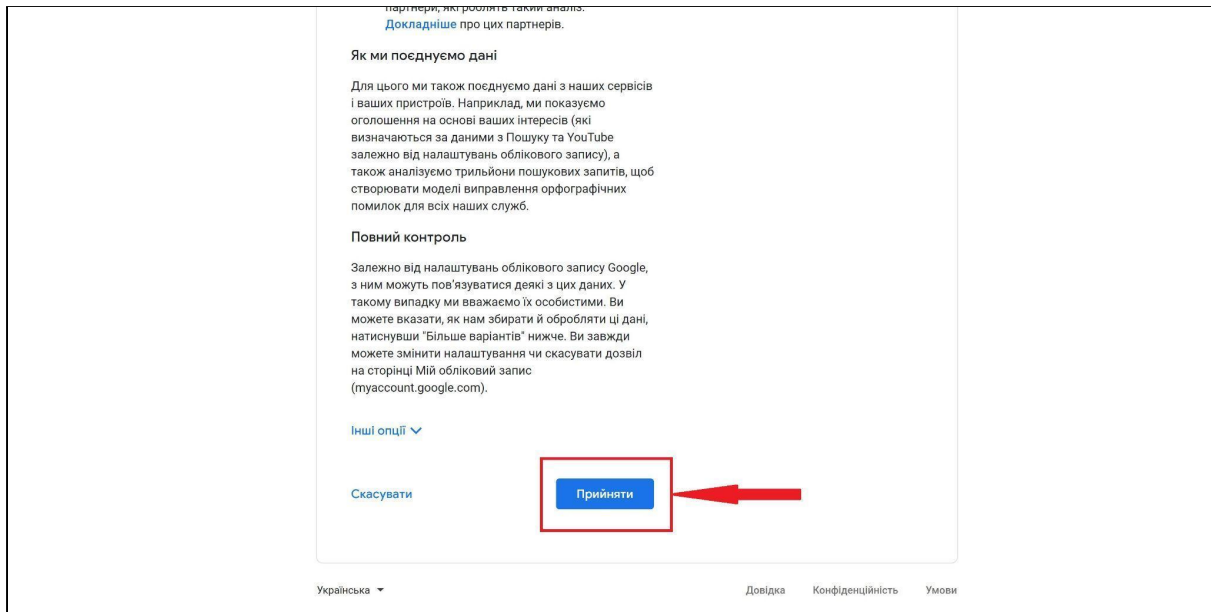 партнери, які роблять такий аналіз.
Докладніше про цих партнерів.
Як ми поєднуємо дані
Для цього ми також поєднуємо дані з наших сервісів
і ваших пристроїв. Наприклад, ми показуємо
оголошення на основі ваших інтересів (які
визначаються за даними з Пошуку та YouTube
залежно від налаштувань облікового запису), а
також аналізуємо трильйони пошукових запитів, щоб
створювати моделі виправлення орфографічних
помилок для всіх наших служб.
Повний контроль
Залежно від налаштувань облікового запису Google,
з ним можуть пов'язуватися деякі з цих даних. У
такому випадку ми вважаємо їх особистими. Ви
можете вказати, як нам збирати й обробляти ці дані,
натиснувши "Більше варіантів" нижче. Ви завжди
можете змінити налаштування чи скасувати дозвіл
на сторінці Мій обліковий запис
(myaccount.google.com).
Інші опції
Скасувати Прийняти
Українська Довідка Конфіденційність Умови